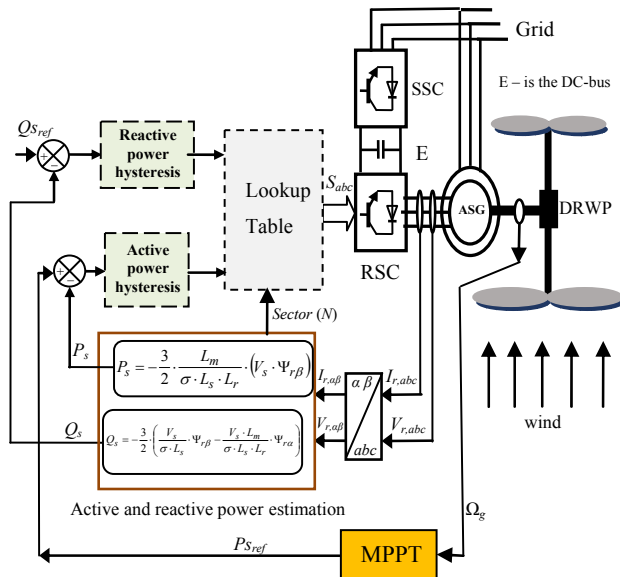 Grid
SSC
E – is the DC-bus
Qs_ref
+
−
Reactive
power
hysteresis
Lookup
Table
E
S_abc
ASG
DRWP
RSC
+
−
Active
power
hysteresis
Sector (N)
P_s
P_s = −3/2 · L_m/(σ · L_s · L_r) · (V_s · Ψ_rβ)
I_r,αβ
α β
I_r,abc
Q_s
Q_s = −3/2 · (V_s/(σ · L_s) · Ψ_rβ − V_s · L_m/(σ · L_s · L_r) · Ψ_rα)
V_r,αβ
abc
V_r,abc
wind
Active and reactive power estimation
Ω_g
Ps_ref
MPPT